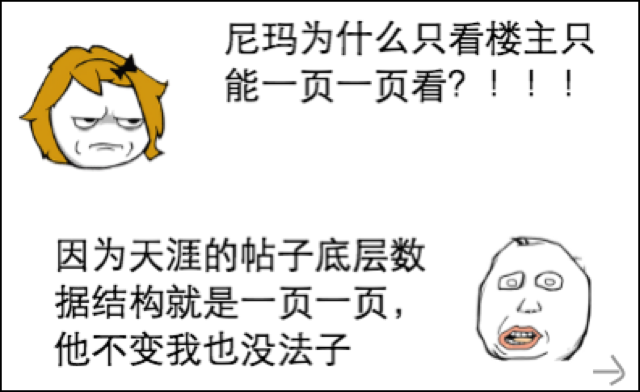 尼玛为什么只看楼主只
能一页一页看？！！！
因为天涯的帖子底层数
据结构就是一页一页，
他不变我也没法子